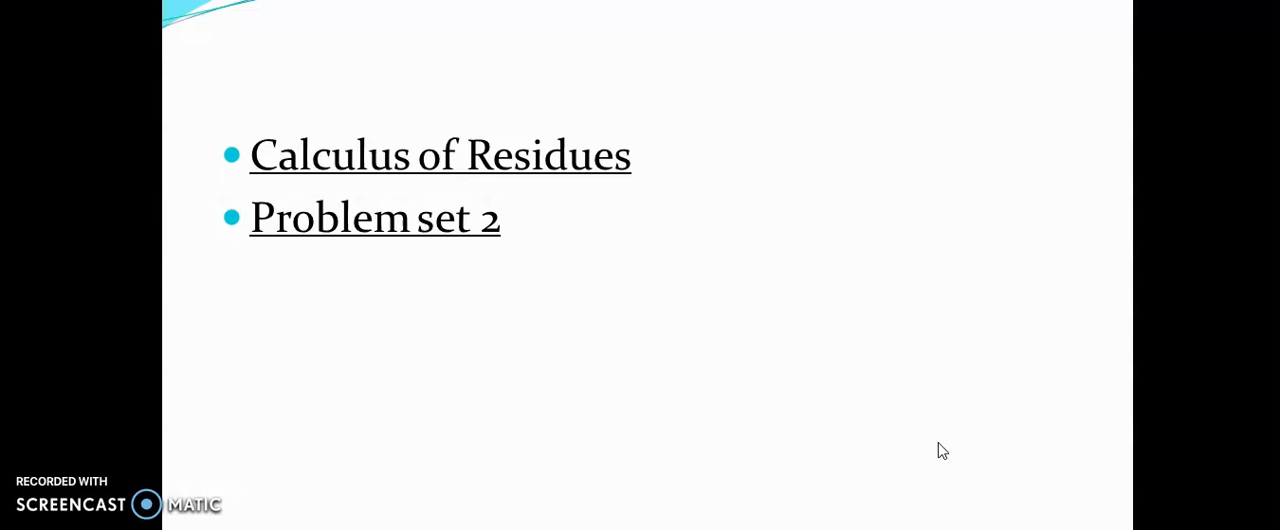 Calculus of Residues
Problem set 2
RECORDED WITH
SCREENCAST MATIC